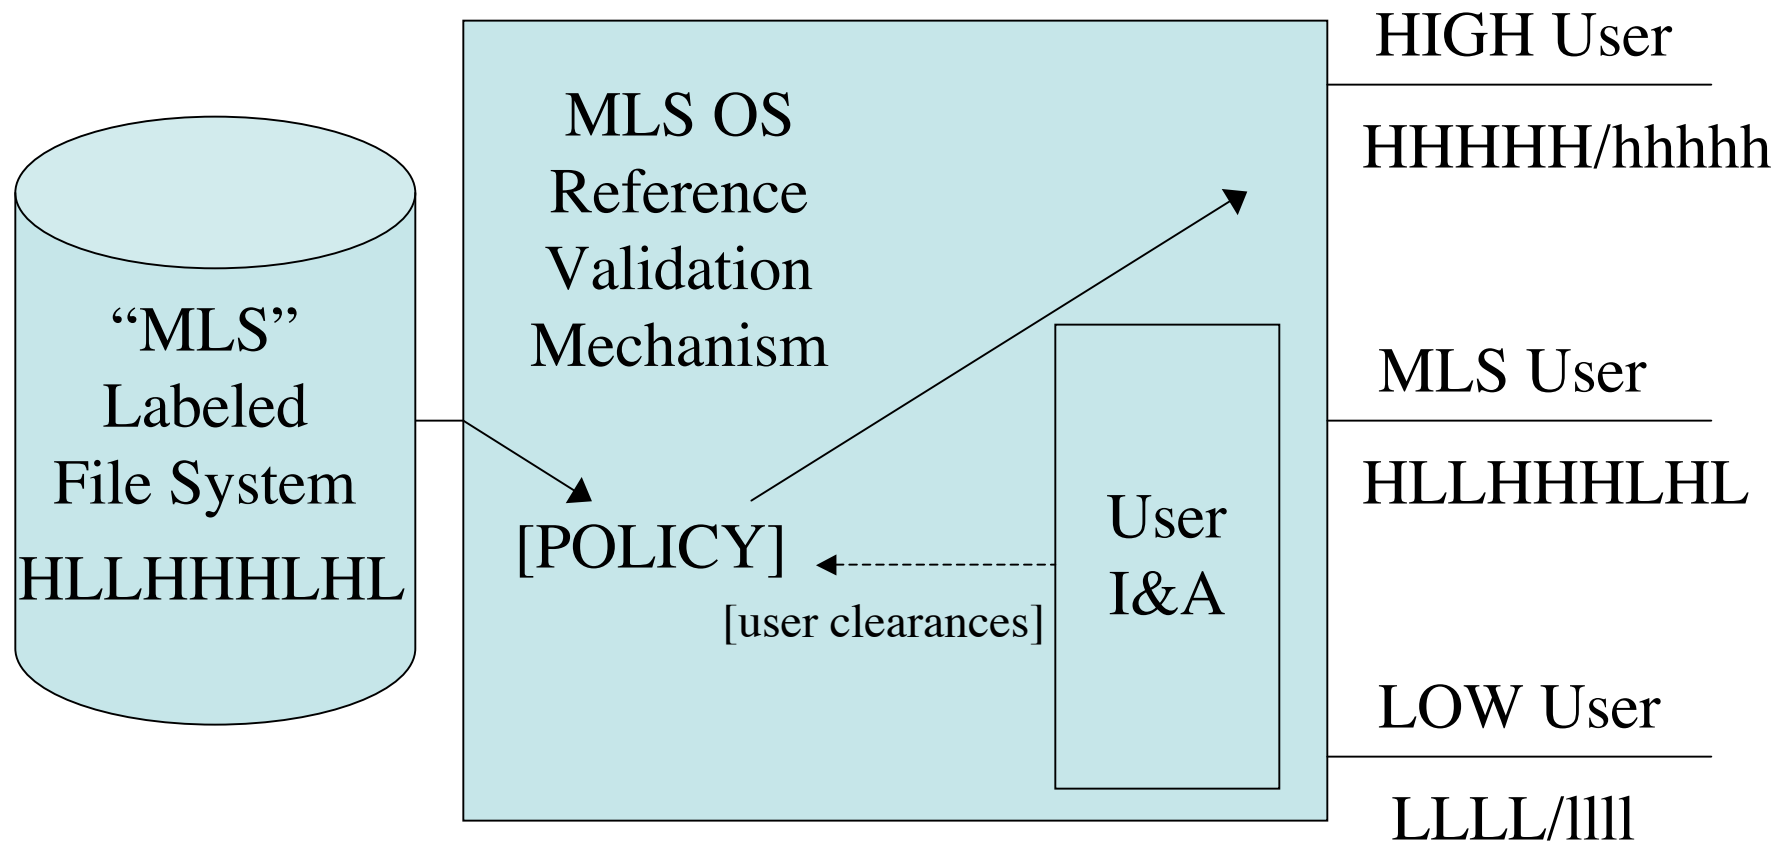 “MLS”
Labeled
File System
HLLHHHLHL
MLS OS
Reference
Validation
Mechanism
[POLICY]
[user clearances]
User
I&A
HIGH User
HHHHH/hhhhh
MLS User
HLLHHHLHL
LOW User
LLLL/llll